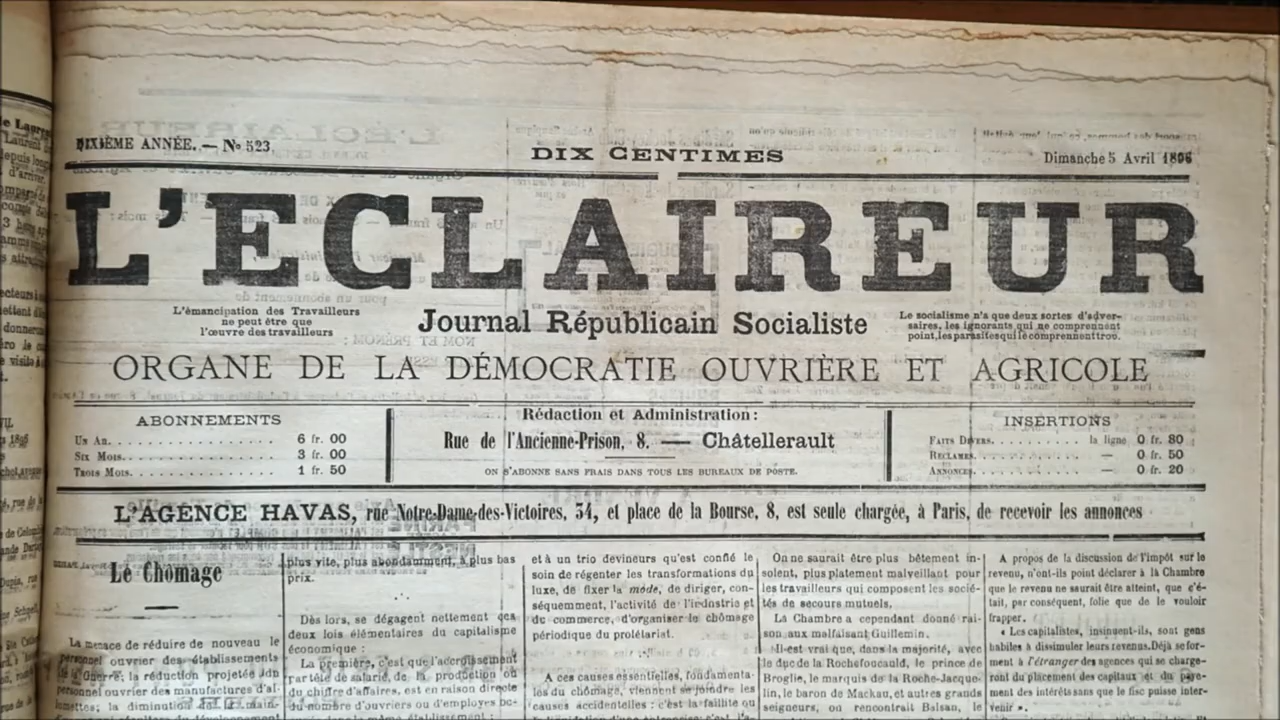 DIXIÈME ANNÉE. — No 523
DIX CENTIMES
Dimanche 5 Avril 1896
L'ECLAIREUR
L'émancipation des Travailleurs
ne peut être que
l'œuvre des travailleurs
Journal Républicain Socialiste
Le socialisme n'a que deux sortes d'adver-
saires, les ignorants qui ne comprennent
point, les parasites qui le comprennent trop.
ORGANE DE LA DÉMOCRATIE OUVRIÈRE ET AGRICOLE
ABONNEMENTS
Un An. 6 fr. 00
Six Mois. 3 fr. 00
Trois Mois. 1 fr. 50
Rédaction et Administration:
Rue de l'Ancienne-Prison, 8. — Châtellerault
ON S'ABONNE SANS FRAIS DANS TOUS LES BUREAUX DE POSTE.
INSERTIONS
Faits Divers. la ligne 0 fr. 80
Réclames. — 0 fr. 50
Annonces. — 0 fr. 20
L'AGENCE HAVAS, rue Notre-Dame-des-Victoires, 34, et place de la Bourse, 8, est seule chargée, à Paris, de recevoir les annonces
Le Chômage
La menace de réduire de nouveau le
personnel ouvrier des établissements
de la Guerre; la réduction projetée du
personnel ouvrier des manufactures d'al-
lumettes; la diminution de la main-
plus vite, plus abondamment, à plus bas
prix.
Dès lors, se dégagent nettement ces
deux lois élémentaires du capitalisme
économique :
La première, c'est que l'accroissement
par tête de salarié, de la production ou
du chiffre d'affaires, est en raison directe
du nombre d'ouvriers ou d'employés oc-
et à un trio devineurs qu'est confié le
soin de régenter les transformations du
luxe, de fixer la mode, de diriger, con-
séquemment, l'activité de l'industrie et
du commerce, d'organiser le chômage
périodique du prolétariat.
A ces causes essentielles, fondamenta-
les du chômage, viennent se joindre les
causes accidentelles : c'est la faillite ou
On ne saurait être plus bêtement in-
solent, plus platement malveillant pour
les travailleurs qui composent les socié-
tés de secours mutuels,
La Chambre a cependant donné rai-
son aux malfaisant Guillemin.
Il est vrai que, dans la majorité, avec
le duc de la Rochefoucauld, le prince de
Broglie, le marquis de la Roche-Jacque-
lin, le baron de Mackau, et autres grands
seigneurs, on rencontrait Balsan, le
A propos de la discussion de l'impôt sur le
revenu, n'ont-ils point déclaré à la Chambre
que le revenu ne saurait être atteint, que c'é-
tait, par conséquent, folie que de le vouloir
frapper.
« Les capitalistes, insinuent-ils, sont gens
habiles à dissimuler leurs revenus. Déjà se for-
ment à l'étranger des agences qui se charge-
ront du placement des capitaux et du paye-
ment des intérêts sans que le fisc puisse inter-
venir ».